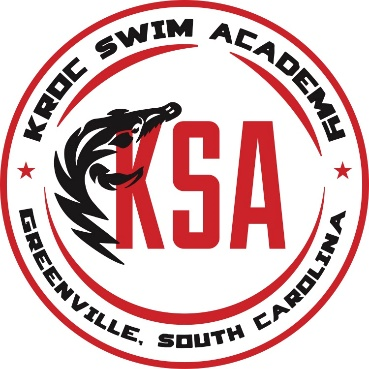 KROC SWIM ACADEMY
KSA
GREENVILLE, SOUTH CAROLINA